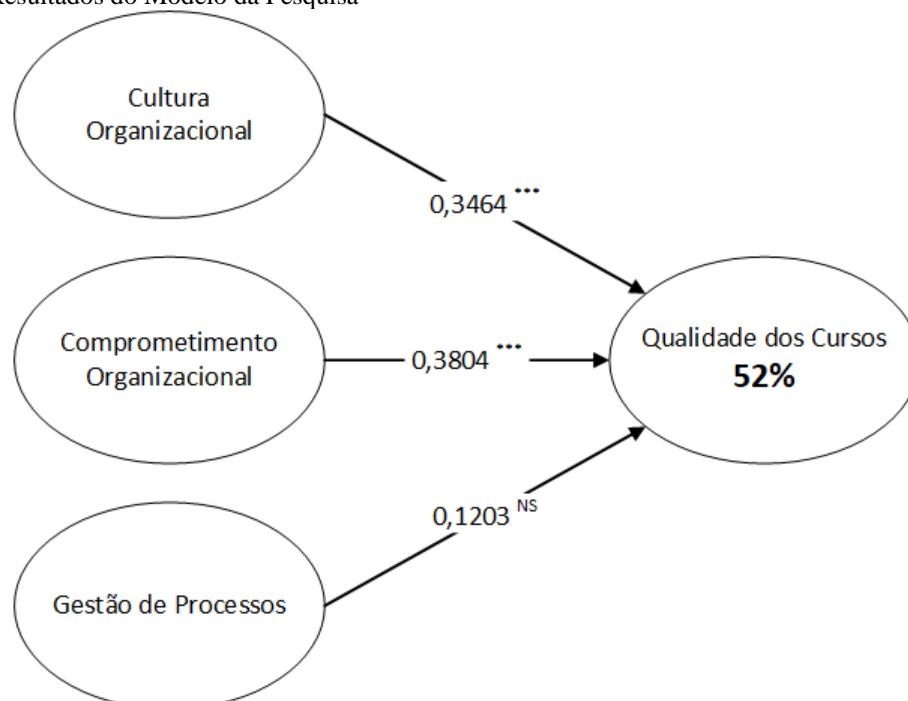 Resultados do Modelo da Pesquisa
Cultura
Organizacional
0,3464 ***
Comprometimento
Organizacional
0,3804 ***
Qualidade dos Cursos
52%
0,1203 NS
Gestão de Processos